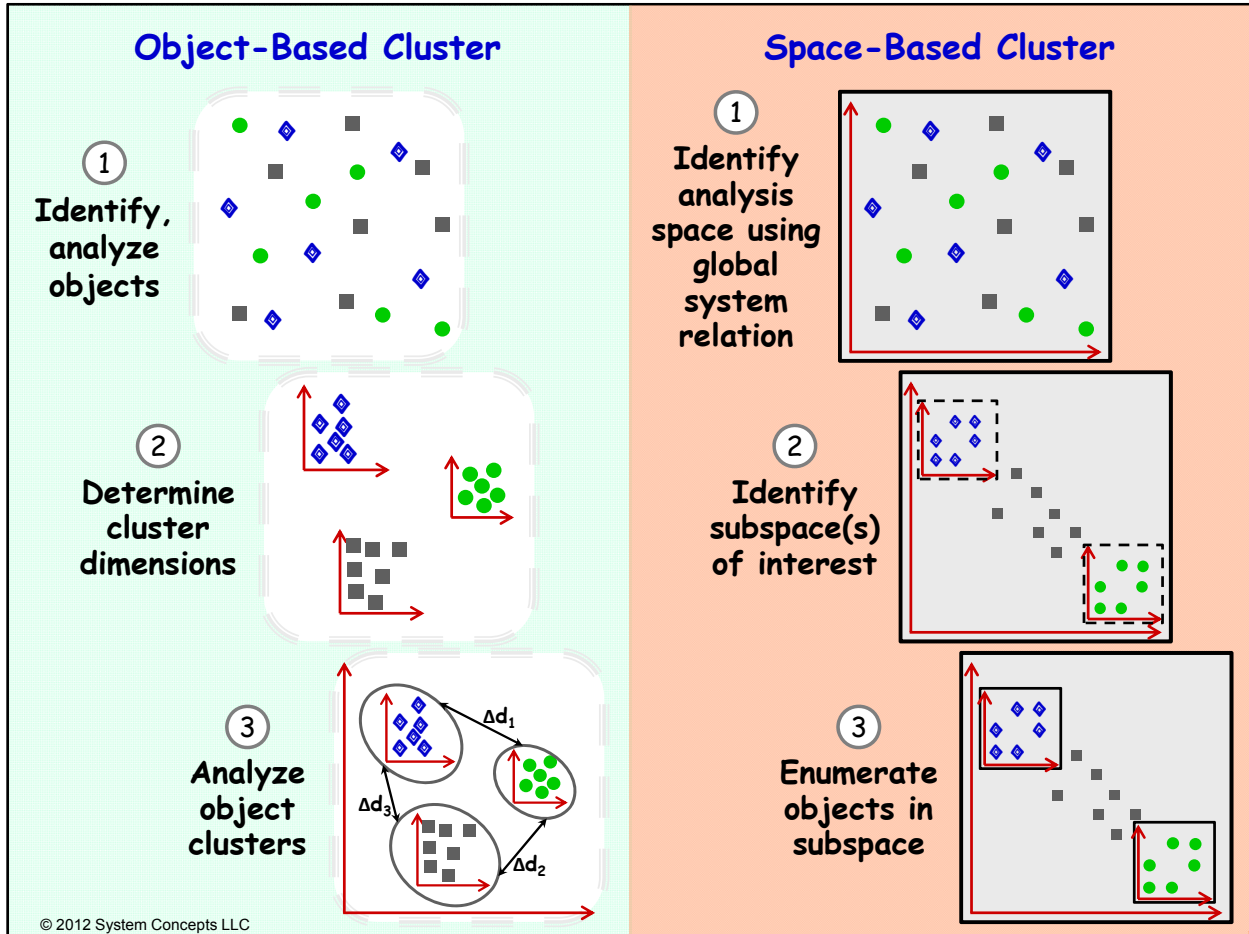 Object-Based Cluster
1
Identify,
analyze
objects
2
Determine
cluster
dimensions
3
Analyze
object
clusters
Δd1
Δd3
Δd2
© 2012 System Concepts LLC
Space-Based Cluster
1
Identify
analysis
space using
global
system
relation
2
Identify
subspace(s)
of interest
3
Enumerate
objects in
subspace